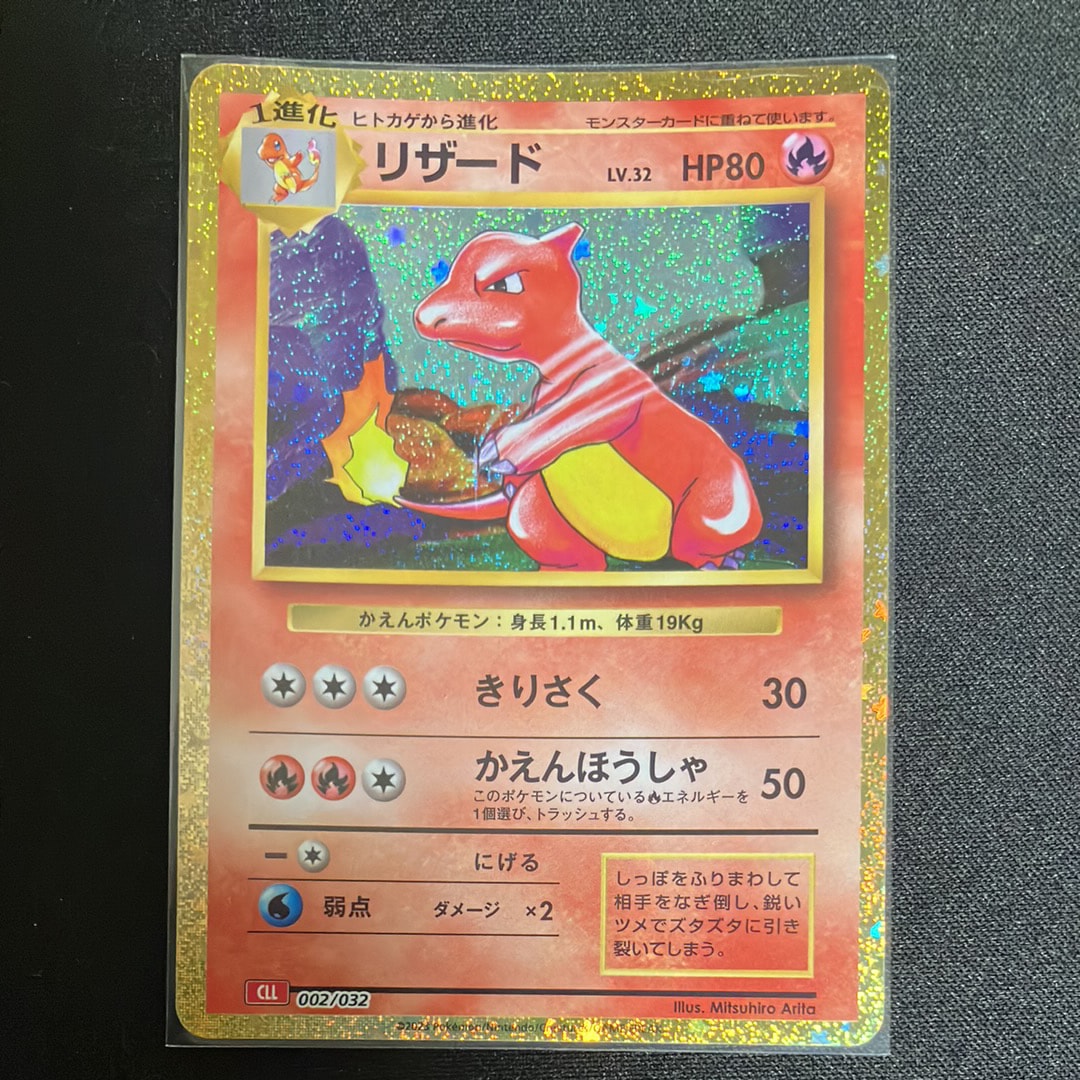 1進化 ヒトカゲから進化 モンスターカードに重ねて使います。
リザード LV.32 HP80
かえんポケモン：身長1.1m、体重19Kg
きりさく 30
かえんほうしゃ 50
このポケモンについているエネルギーを
1個選び、トラッシュする。
にげる
弱点 ダメージ ×2
しっぽをふりまわして
相手をなぎ倒し、鋭い
ツメでズタズタに引き
裂いてしまう。
CLL 002/032
Illus. Mitsuhiro Arita
©2023 Pokémon/Nintendo/Creatures/GAME FREAK